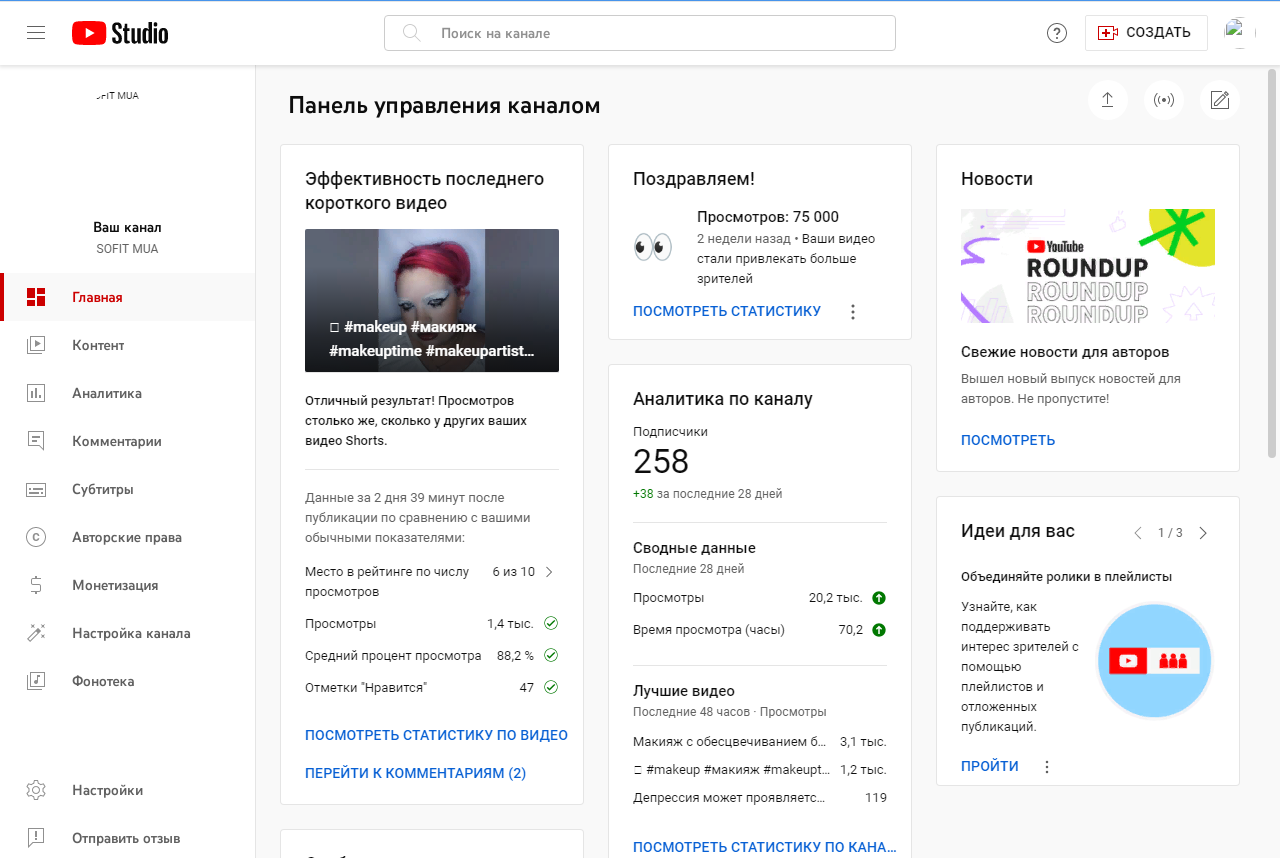 Studio
Поиск на канале
СОЗДАТЬ
SOFIT MUA
Ваш канал
SOFIT MUA
Главная
Контент
Аналитика
Комментарии
Субтитры
Авторские права
Монетизация
Настройка канала
Фонотека
Настройки
Отправить отзыв
Панель управления каналом
Эффективность последнего
короткого видео
#makeup #макияж
#makeuptime #makeupartist…
Отличный результат! Просмотров
столько же, сколько у других ваших
видео Shorts.
Данные за 2 дня 39 минут после
публикации по сравнению с вашими
обычными показателями:
Место в рейтинге по числу 6 из 10
просмотров
Просмотры 1,4 тыс.
Средний процент просмотра 88,2 %
Отметки "Нравится" 47
ПОСМОТРЕТЬ СТАТИСТИКУ ПО ВИДЕО
ПЕРЕЙТИ К КОММЕНТАРИЯМ (2)
Поздравляем!
Просмотров: 75 000
2 недели назад • Ваши видео
стали привлекать больше
зрителей
ПОСМОТРЕТЬ СТАТИСТИКУ
Аналитика по каналу
Подписчики
258
+38 за последние 28 дней
Сводные данные
Последние 28 дней
Просмотры 20,2 тыс.
Время просмотра (часы) 70,2
Лучшие видео
Последние 48 часов · Просмотры
Макияж с обесцвечиванием б… 3,1 тыс.
#makeup #макияж #makeupt… 1,2 тыс.
Депрессия может проявляетс… 119
ПОСМОТРЕТЬ СТАТИСТИКУ ПО КАНА…
Новости
YouTube
ROUNDUP
ROUNDUP
ROUNDUP
Свежие новости для авторов
Вышел новый выпуск новостей для
авторов. Не пропустите!
ПОСМОТРЕТЬ
Идеи для вас 1 / 3
Объединяйте ролики в плейлисты
Узнайте, как
поддерживать
интерес зрителей с
помощью
плейлистов и
отложенных
публикаций.
ПРОЙТИ